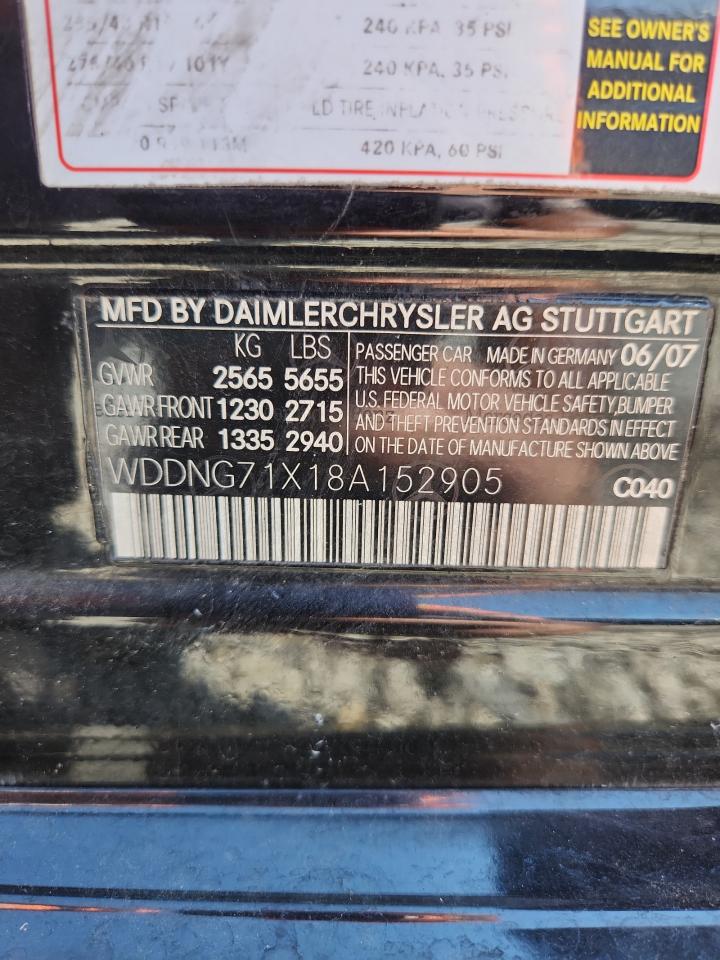 240 KPA, 35 PSI
SEE OWNER'S
MANUAL FOR
ADDITIONAL
INFORMATION
101Y 240 KPA, 35 PSI
420 KPA, 60 PSI
MFD BY DAIMLERCHRYSLER AG STUTTGART
KG LBS
GVWR 2565 5655
GAWR FRONT 1230 2715
GAWR REAR 1335 2940
PASSENGER CAR MADE IN GERMANY 06/07
THIS VEHICLE CONFORMS TO ALL APPLICABLE
U.S. FEDERAL MOTOR VEHICLE SAFETY, BUMPER
AND THEFT PREVENTION STANDARDS IN EFFECT
ON THE DATE OF MANUFACTURE SHOWN ABOVE
WDDNG71X18A152905
C040